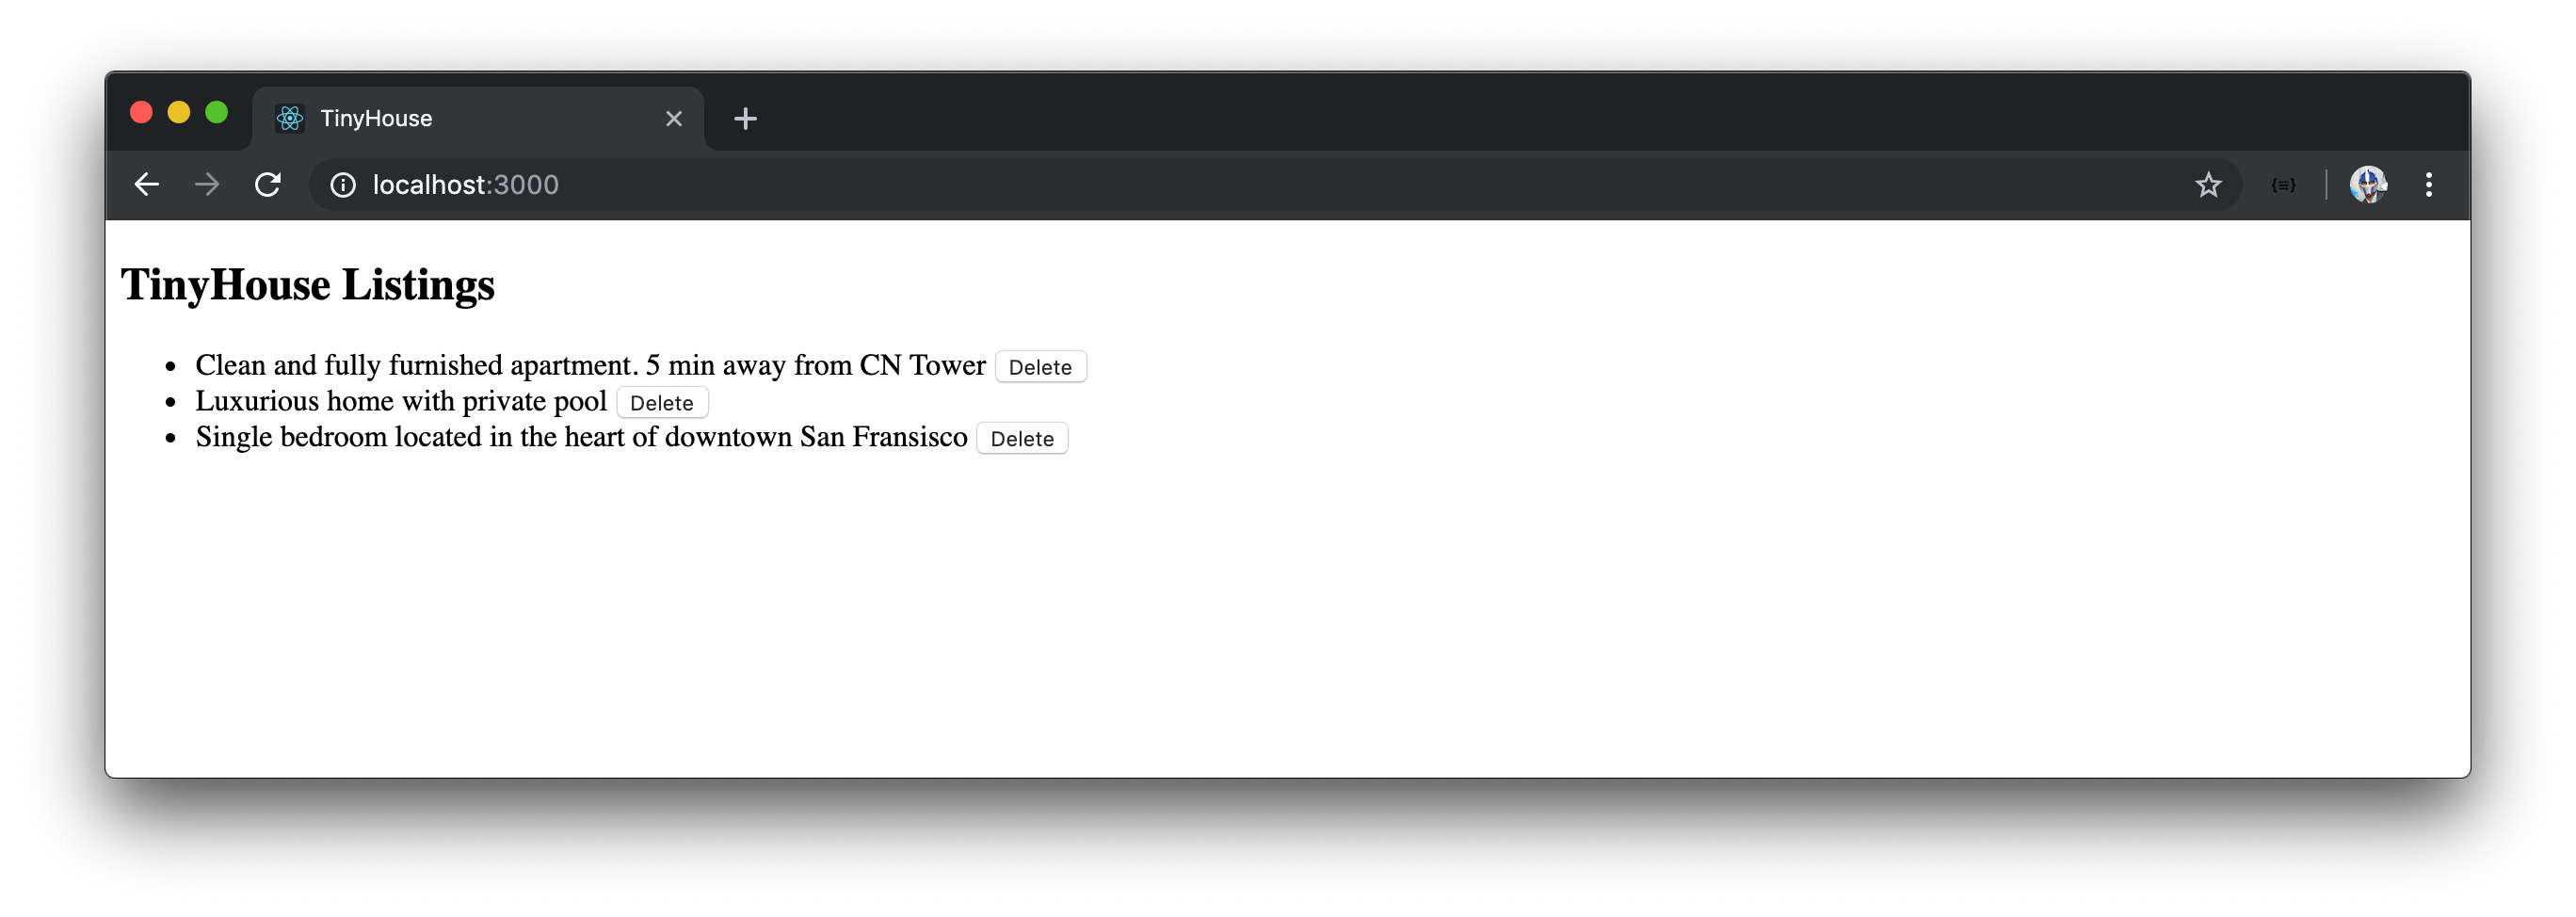 TinyHouse
localhost:3000
TinyHouse Listings
Clean and fully furnished apartment. 5 min away from CN Tower Delete
Luxurious home with private pool Delete
Single bedroom located in the heart of downtown San Fransisco Delete